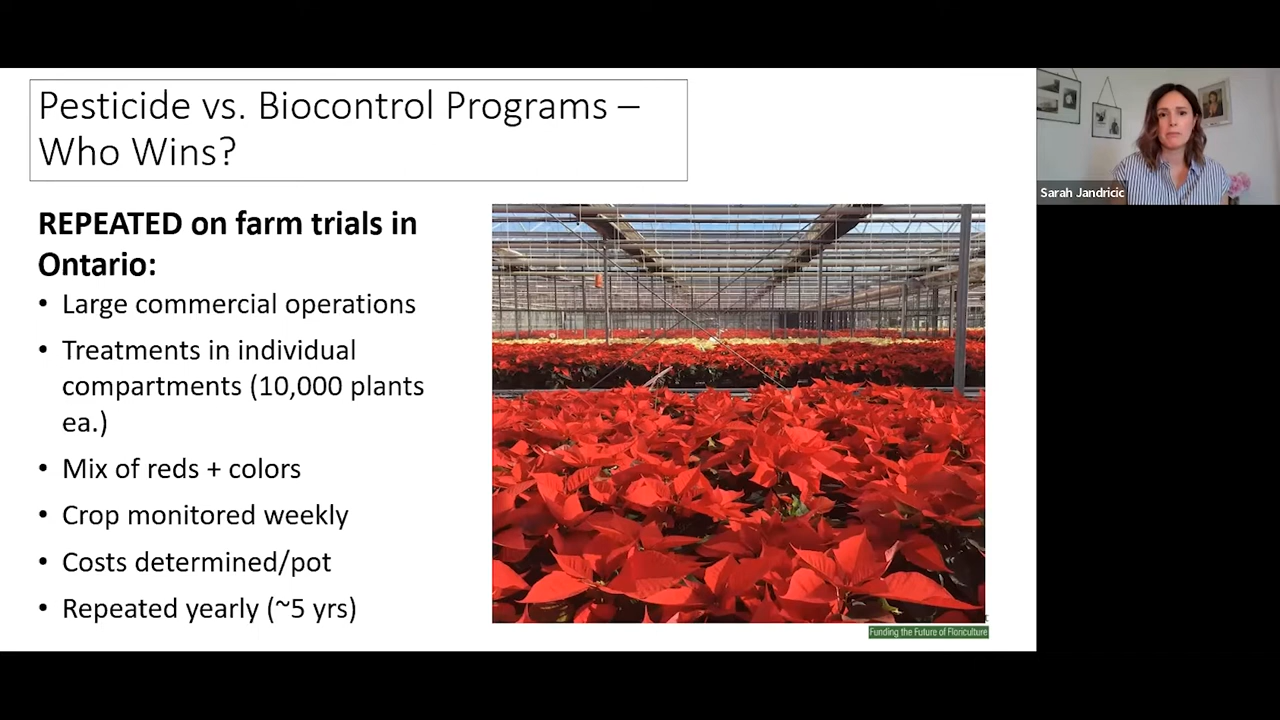 Pesticide vs. Biocontrol Programs –
Who Wins?
REPEATED on farm trials in
Ontario:
• Large commercial operations
• Treatments in individual
compartments (10,000 plants
ea.)
• Mix of reds + colors
• Crop monitored weekly
• Costs determined/pot
• Repeated yearly (~5 yrs)
Funding the Future of Floriculture
Sarah Jandricic